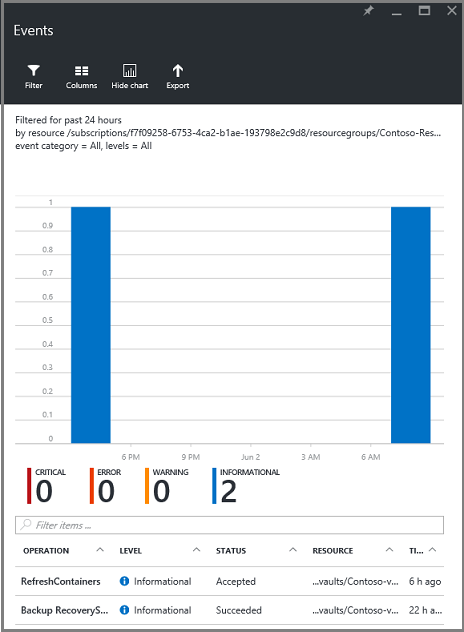 Events
Filter Columns Hide chart Export
Filtered for past 24 hours
by resource /subscriptions/f7f09258-6753-4ca2-b1ae-193798e2c9d8/resourcegroups/Contoso-Res...
event category = All, levels = All
1
0.9
0.8
0.7
0.6
0.5
0.4
0.3
0.2
0.1
0
6 PM 9 PM Jun 2 3 AM 6 AM
CRITICAL ERROR WARNING INFORMATIONAL
0 0 0 2
Filter items ...
OPERATION LEVEL STATUS RESOURCE TI...
RefreshContainers Informational Accepted ...vaults/Contoso-v... 6 h ago
Backup RecoveryS... Informational Succeeded ...vaults/Contoso-v... 22 h a...